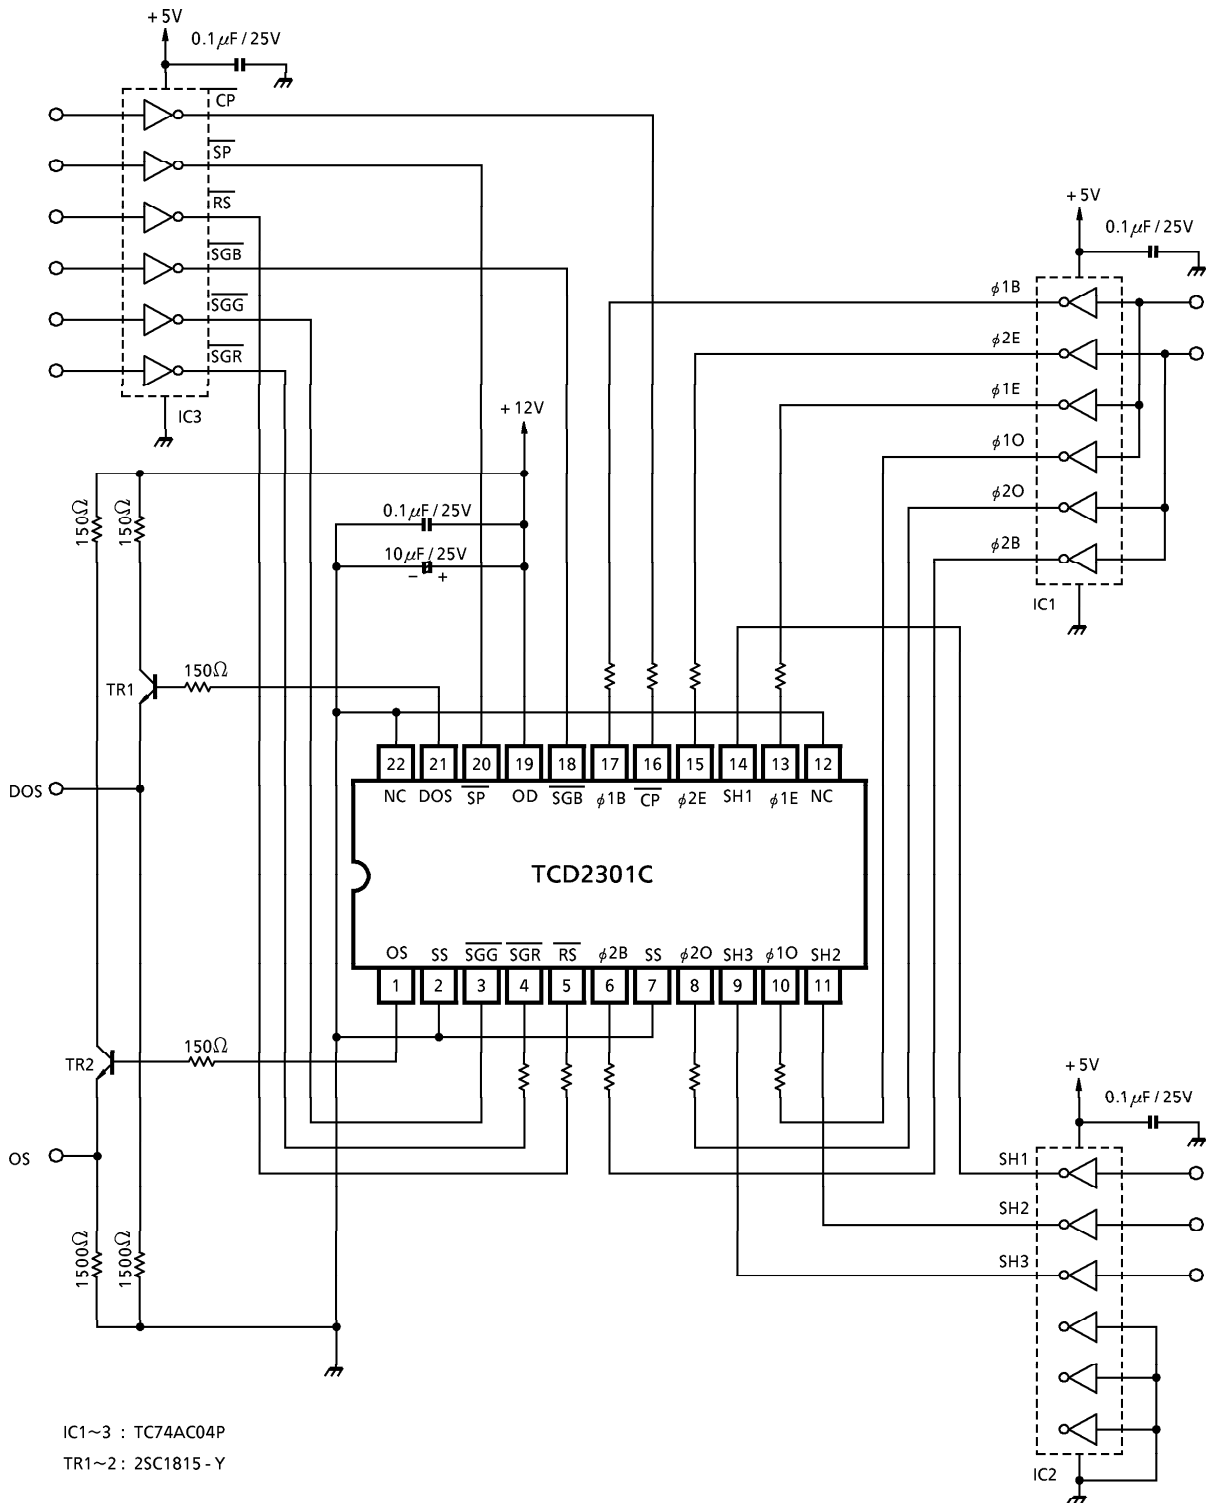 +5V
0.1μF/25V
CP
SP
RS
SGB
SGG
SGR
IC3
+5V
0.1μF/25V
ϕ1B
ϕ2E
ϕ1E
ϕ1O
ϕ2O
ϕ2B
IC1
+12V
150Ω 150Ω
0.1μF/25V
10μF/25V
− +
TR1 150Ω
DOS
22 21 20 19 18 17 16 15 14 13 12
NC DOS SP OD SGB ϕ1B CP ϕ2E SH1 ϕ1E NC
TCD2301C
OS SS SGG SGR RS ϕ2B SS ϕ2O SH3 ϕ1O SH2
1 2 3 4 5 6 7 8 9 10 11
TR2 150Ω
OS
1500Ω 1500Ω
+5V
0.1μF/25V
SH1
SH2
SH3
IC2
IC1~3 : TC74AC04P
TR1~2 : 2SC1815-Y